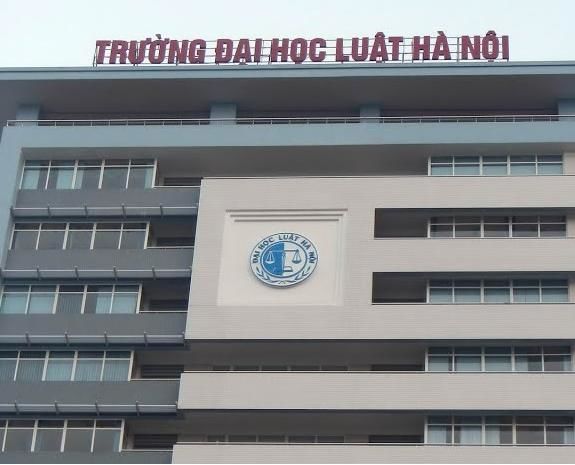 TRƯỜNG ĐẠI HỌC LUẬT HÀ NỘI
ĐẠI HỌC LUẬT HÀ NỘI